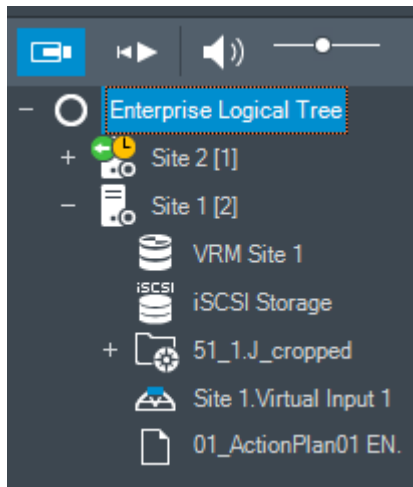 Enterprise Logical Tree
Site 2 [1]
Site 1 [2]
VRM Site 1
iSCSI
iSCSI Storage
51_1.J_cropped
Site 1.Virtual Input 1
01_ActionPlan01 EN.